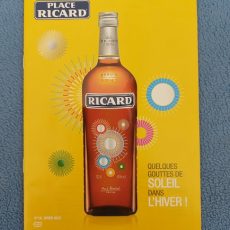 PLACE
RICARD
RICARD
QUELQUES
GOUTTES DE
SOLEIL
DANS
L'HIVER !